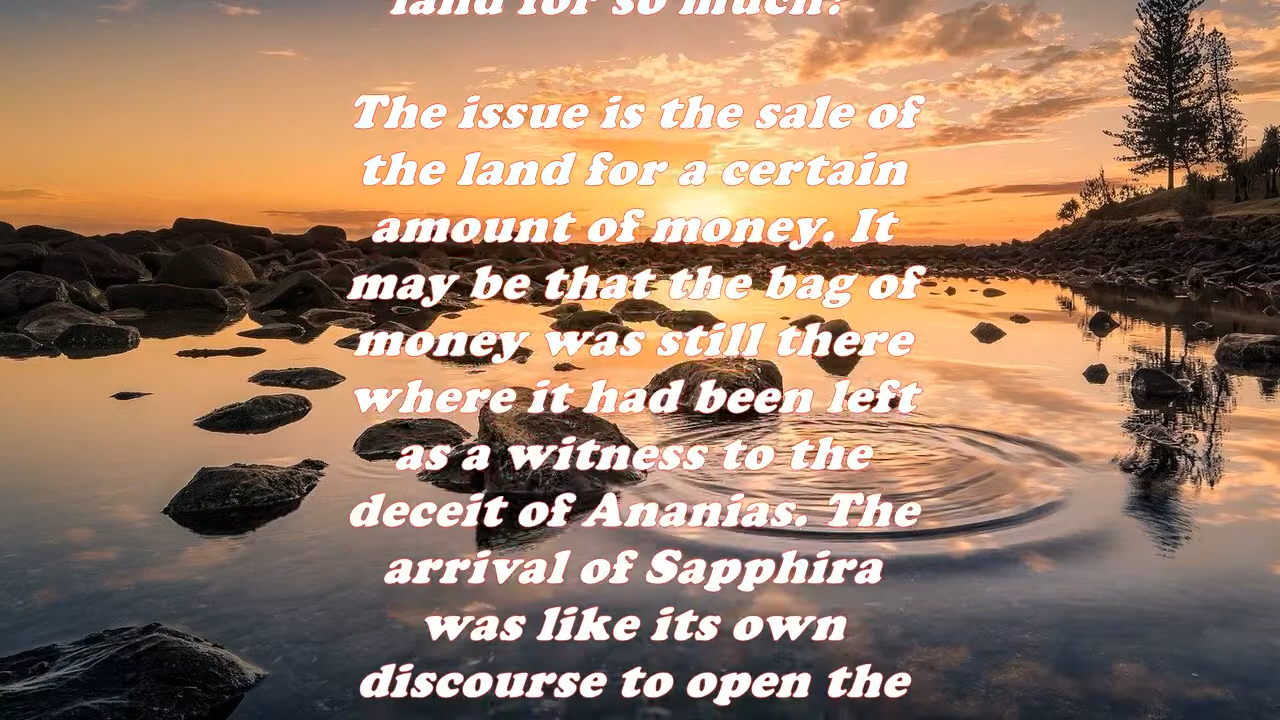 land for so much?
The issue is the sale of
the land for a certain
amount of money. It
may be that the bag of
money was still there
where it had been left
as a witness to the
deceit of Ananias. The
arrival of Sapphira
was like its own
discourse to open the